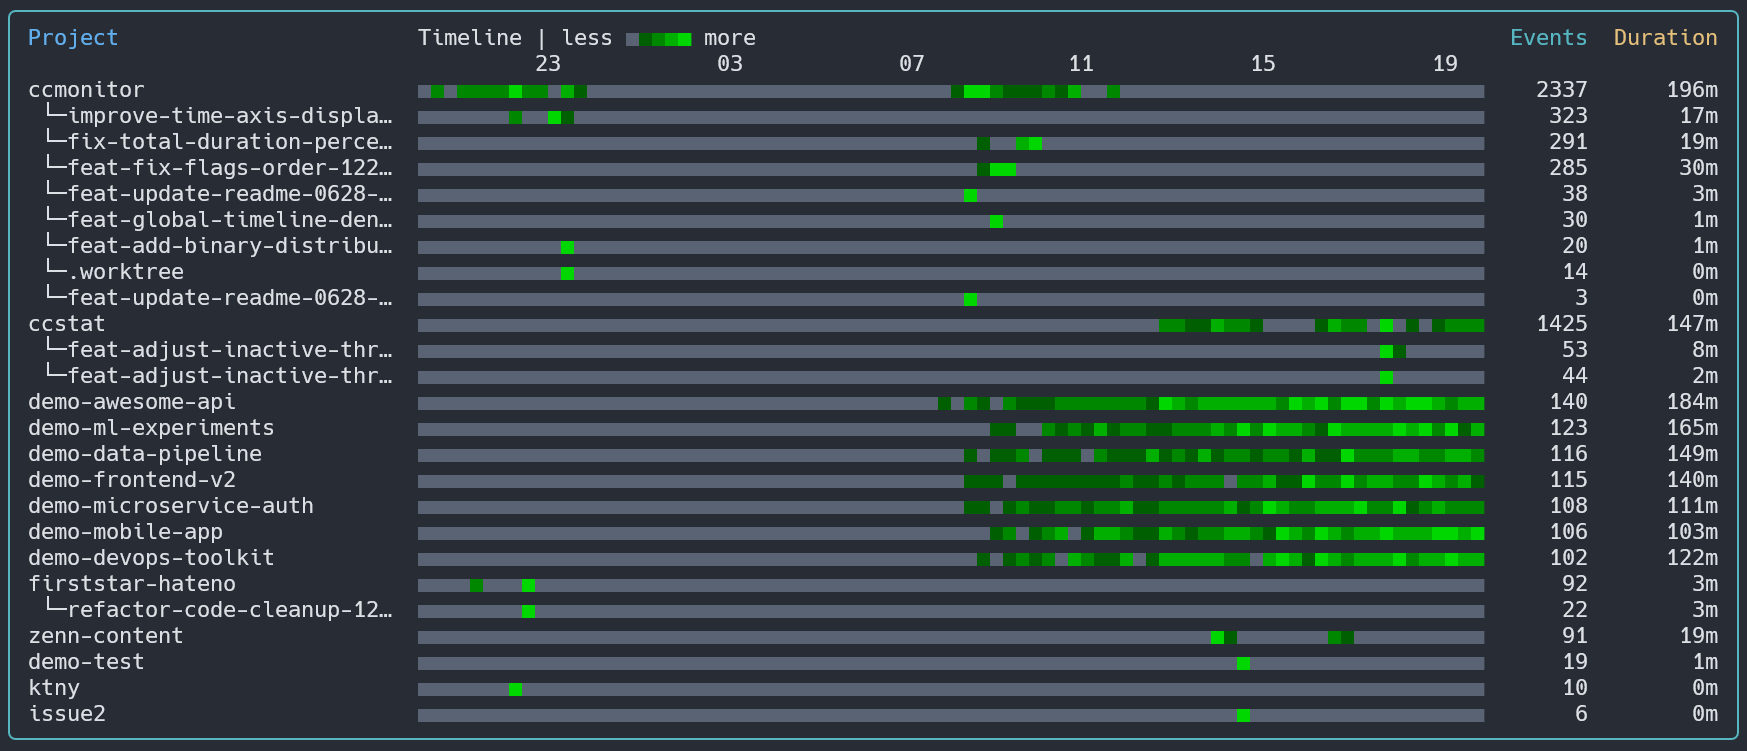 Project Timeline | less more Events Duration
23 03 07 11 15 19
ccmonitor 2337 196m
└─improve-time-axis-displa… 323 17m
└─fix-total-duration-perce… 291 19m
└─feat-fix-flags-order-122… 285 30m
└─feat-update-readme-0628-… 38 3m
└─feat-global-timeline-den… 30 1m
└─feat-add-binary-distribu… 20 1m
└─.worktree 14 0m
└─feat-update-readme-0628-… 3 0m
ccstat 1425 147m
└─feat-adjust-inactive-thr… 53 8m
└─feat-adjust-inactive-thr… 44 2m
demo-awesome-api 140 184m
demo-ml-experiments 123 165m
demo-data-pipeline 116 149m
demo-frontend-v2 115 140m
demo-microservice-auth 108 111m
demo-mobile-app 106 103m
demo-devops-toolkit 102 122m
firststar-hateno 92 3m
└─refactor-code-cleanup-12… 22 3m
zenn-content 91 19m
demo-test 19 1m
ktny 10 0m
issue2 6 0m